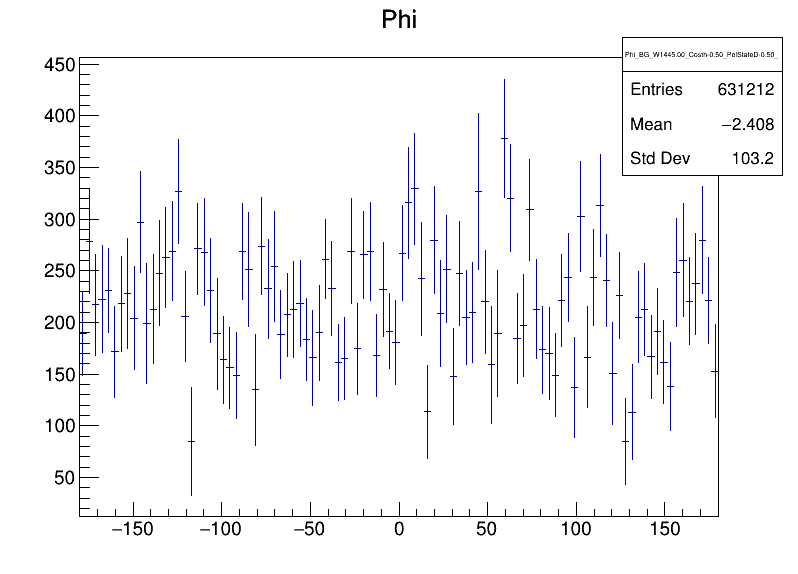 Phi
Phi_BG_W1445.00_Costh-0.50_PolStateD-0.50_
Entries 631212
Mean −2.408
Std Dev 103.2
450
400
350
300
250
200
150
100
50
−150 −100 −50 0 50 100 150